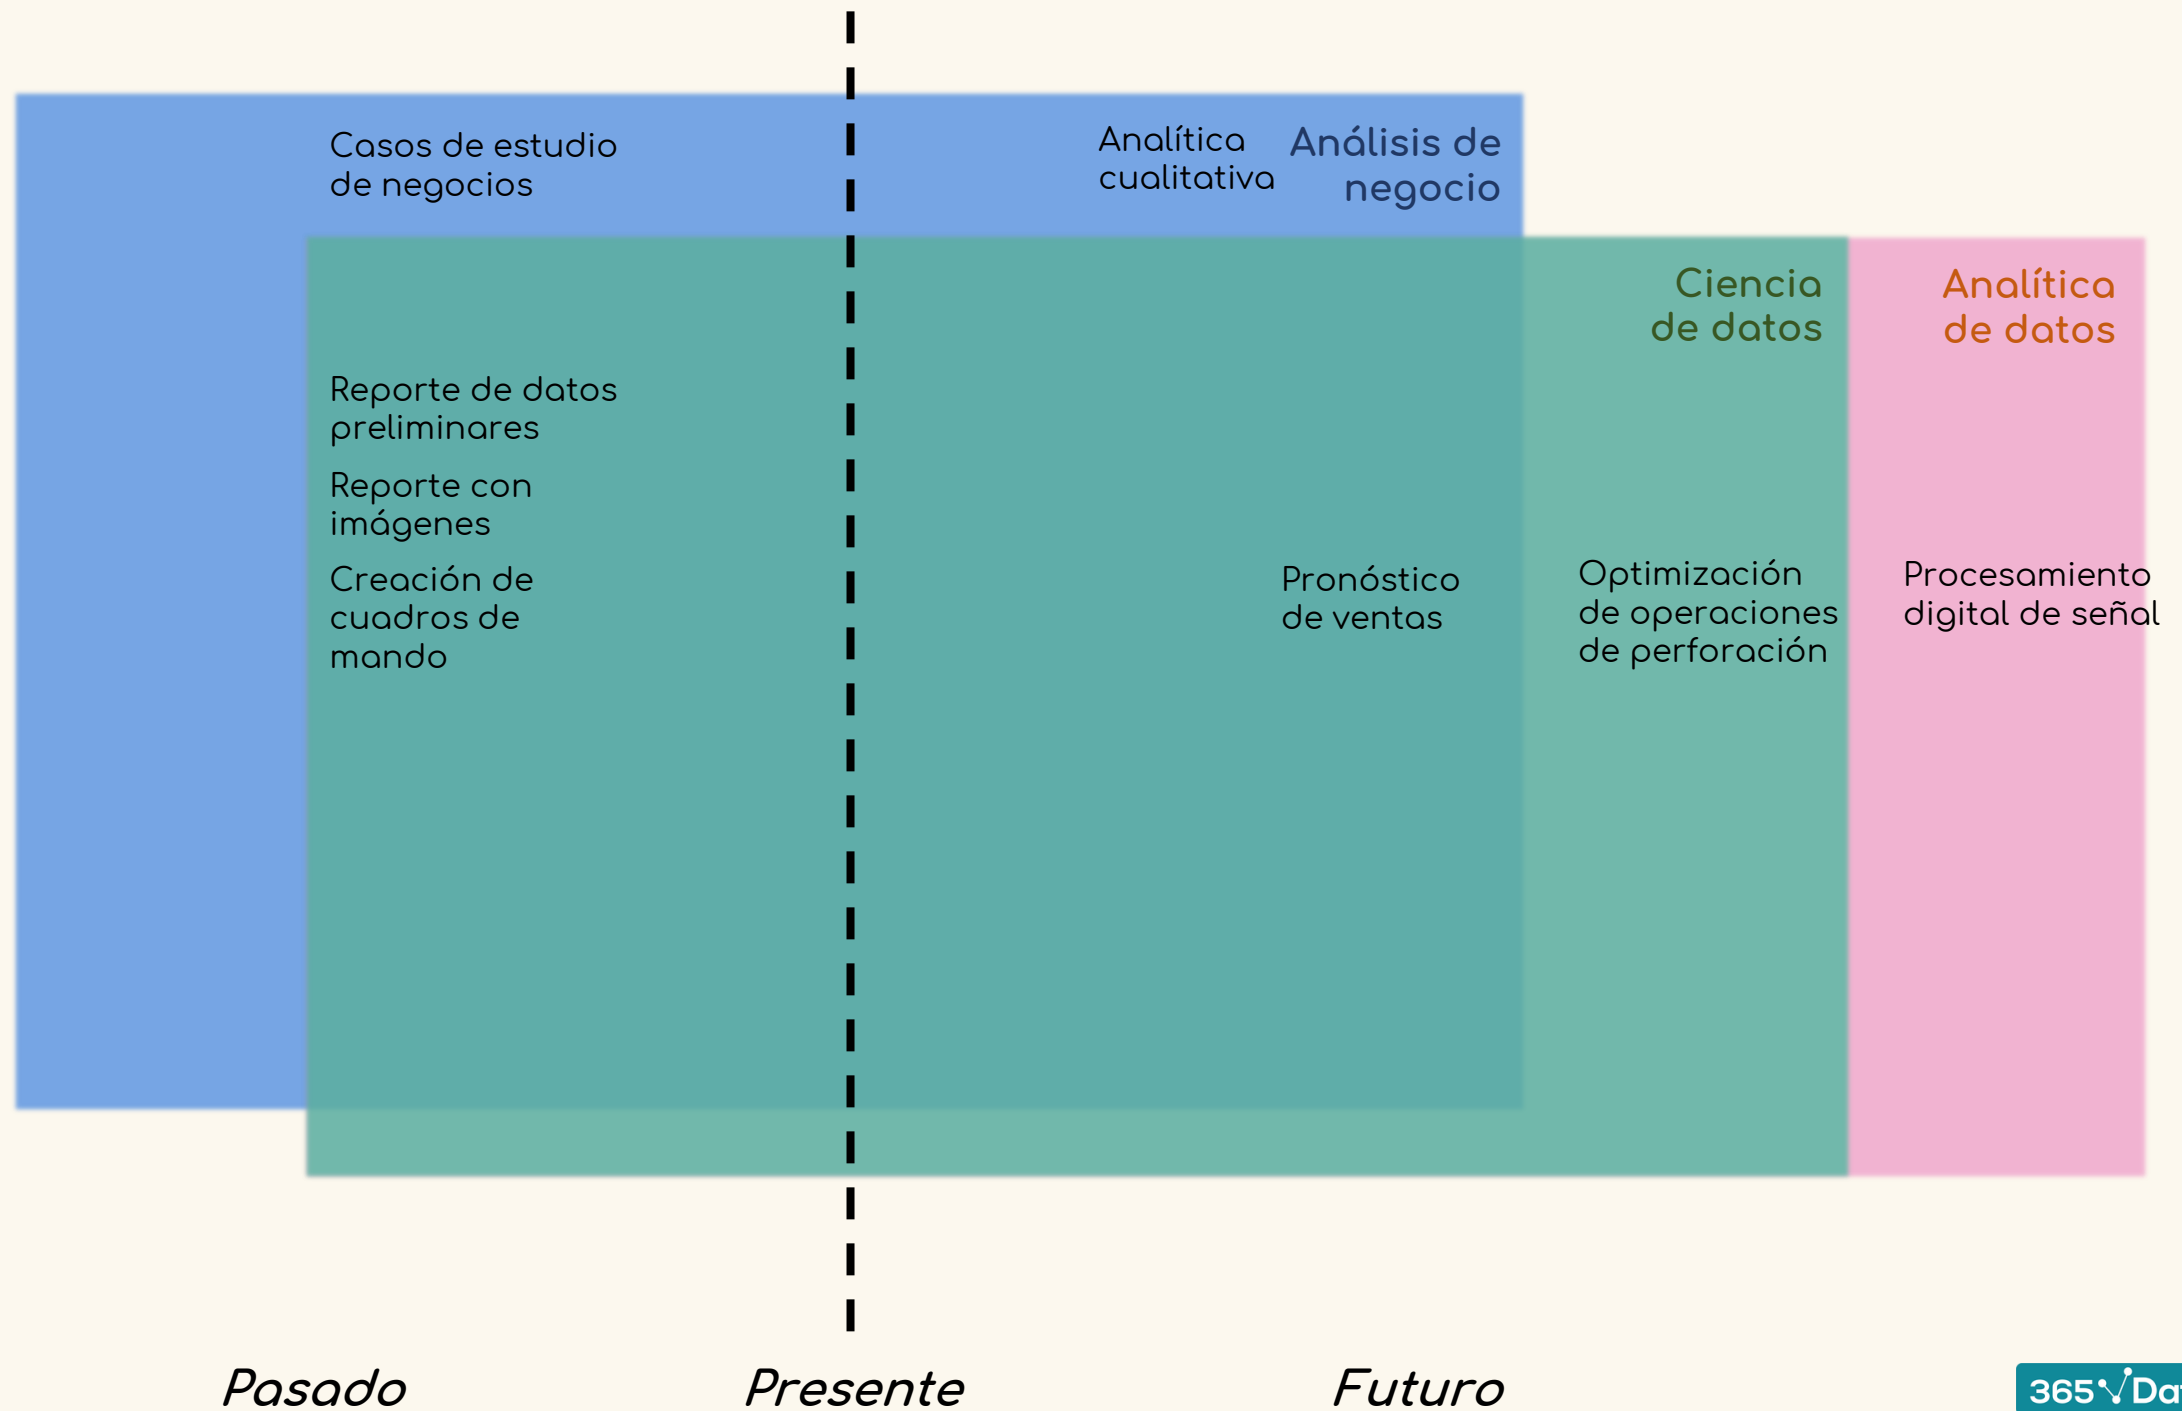 Casos de estudio
de negocios
Analítica
cualitativa
Análisis de
negocio
Ciencia
de datos
Analítica
de datos
Reporte de datos
preliminares
Reporte con
imágenes
Creación de
cuadros de
mando
Pronóstico
de ventas
Optimización
de operaciones
de perforación
Procesamiento
digital de señal
Pasado
Presente
Futuro
365